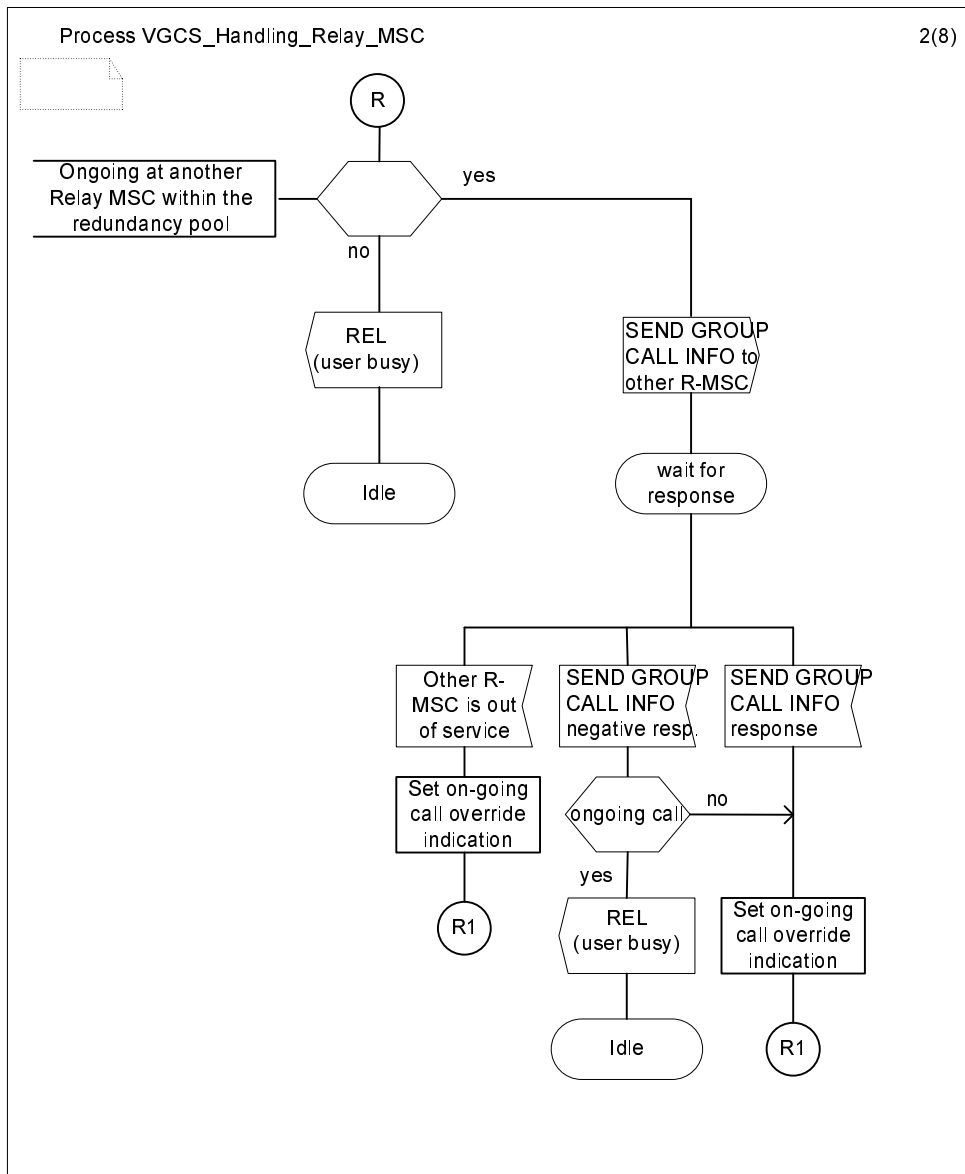 Process VGCS_Handling_Relay_MSC
2(8)
R
Ongoing at another
Relay MSC within the
redundancy pool
yes
no
REL
(user busy)
SEND GROUP
CALL INFO to
other R-MSC
Idle
wait for
response
Other R-
MSC is out
of service
SEND GROUP
CALL INFO
negative resp.
SEND GROUP
CALL INFO
response
Set on-going
call override
indication
ongoing call
no
yes
R1
REL
(user busy)
Set on-going
call override
indication
Idle
R1